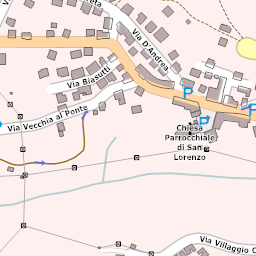 Via D'Andrea
Via Biasutti
P
P
Via Vecchia al Ponte
P
Chiesa
Parrocchiale
di San
Lorenzo
Via Villaggio